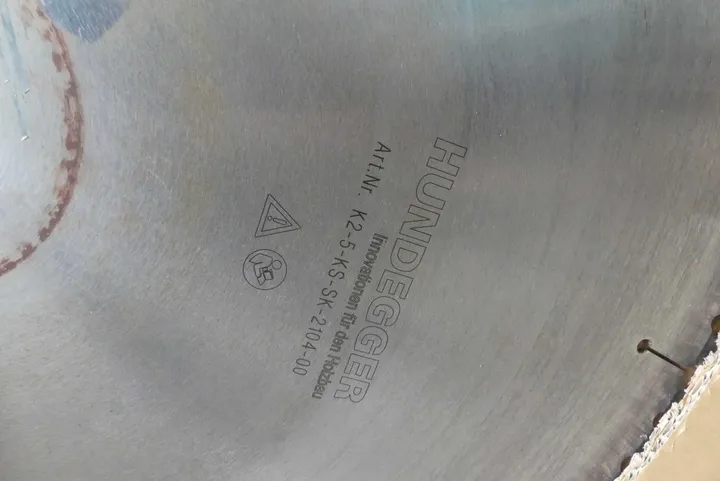 HUNDEGGER
Innovationen für den Holzbau
Art.Nr. K2-5-KS-SK-2104-00